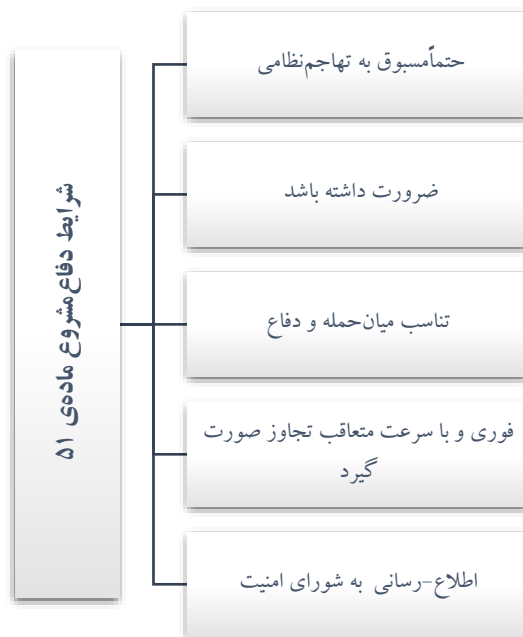 شرایط دفاع مشروع ماده‌ی ۵۱
حتماًمسبوق به تهاجم‌نظامی
ضرورت داشته باشد
تناسب میان‌حمله و دفاع
فوری و با سرعت متعاقب تجاوز صورت
گیرد
اطلاع-رسانی به شورای امنیت